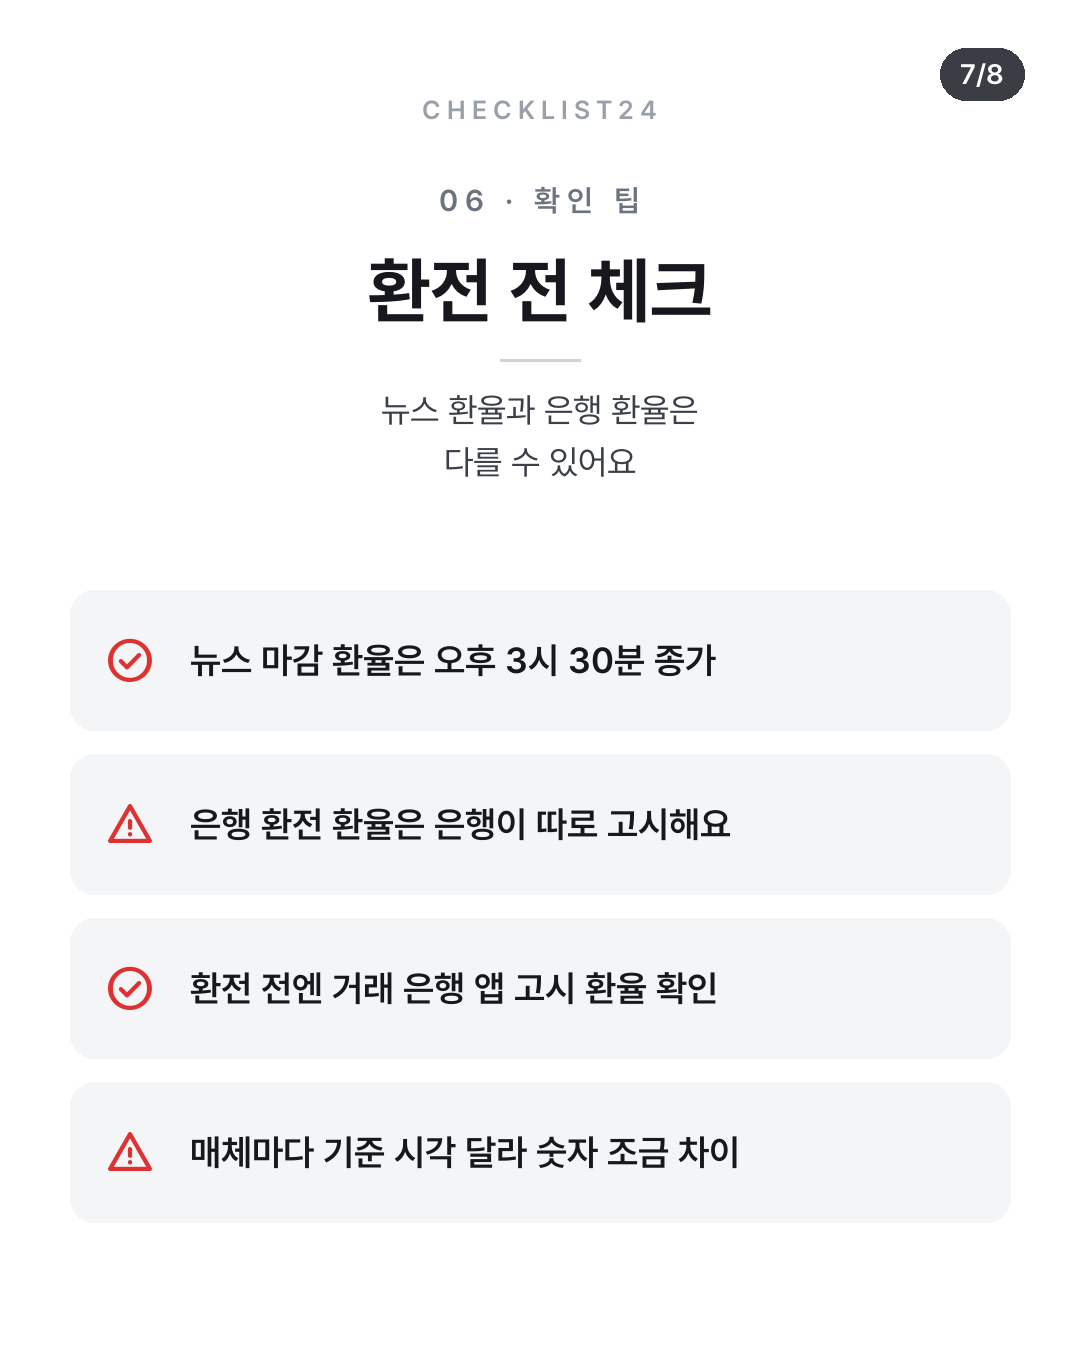 7/8
CHECKLIST24
06 · 확인 팁
환전 전 체크
뉴스 환율과 은행 환율은
다를 수 있어요
뉴스 마감 환율은 오후 3시 30분 종가
은행 환전 환율은 은행이 따로 고시해요
환전 전엔 거래 은행 앱 고시 환율 확인
매체마다 기준 시각 달라 숫자 조금 차이